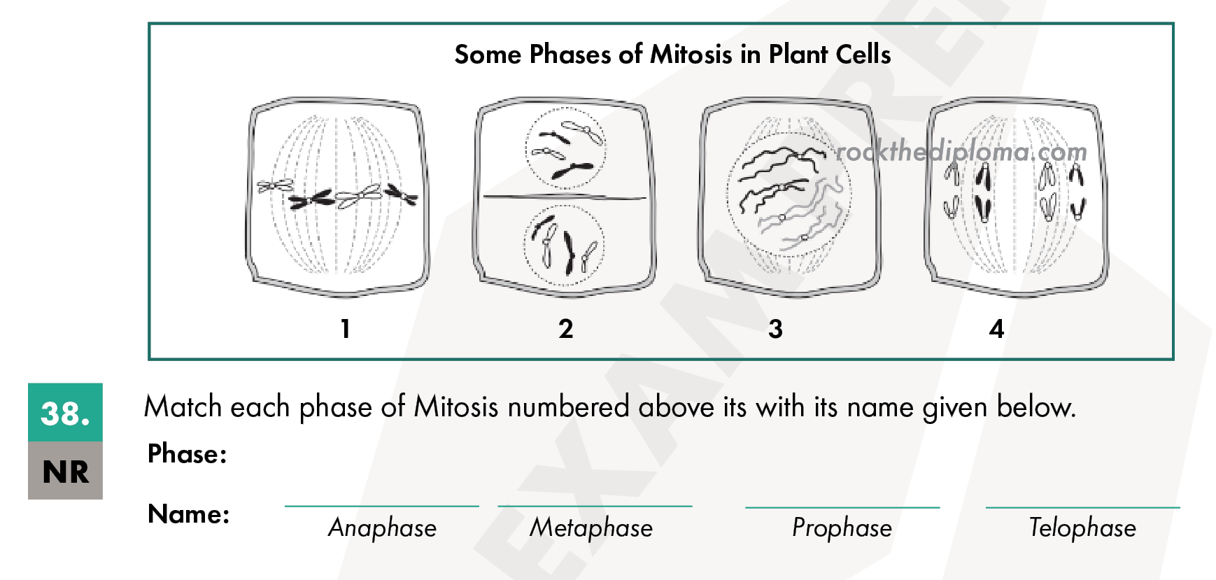 Some Phases of Mitosis in Plant Cells
rockthediploma.com
1 2 3 4
38.
Match each phase of Mitosis numbered above its with its name given below.
NR
Phase:
Name:
Anaphase Metaphase Prophase Telophase